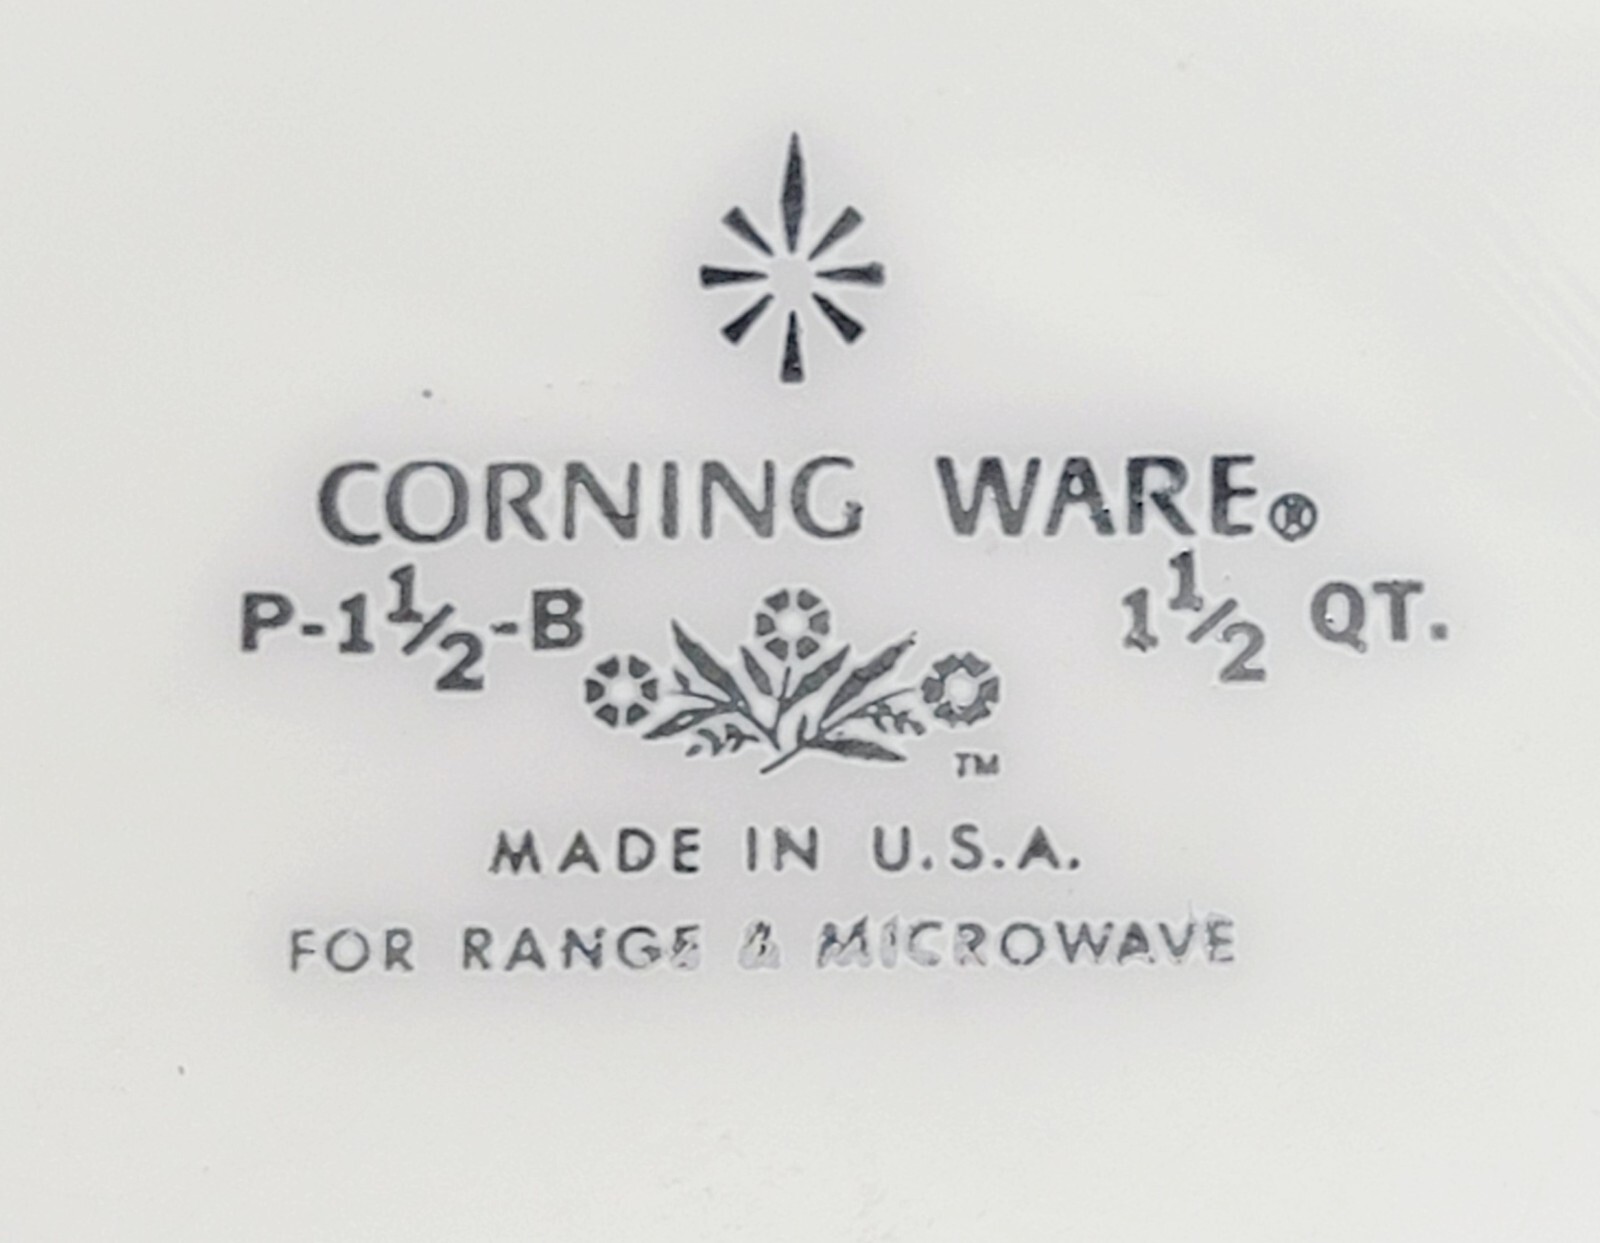 CORNING WARE®
P-1½-B 1½ QT.
TM
MADE IN U.S.A.
FOR RANGE & MICROWAVE